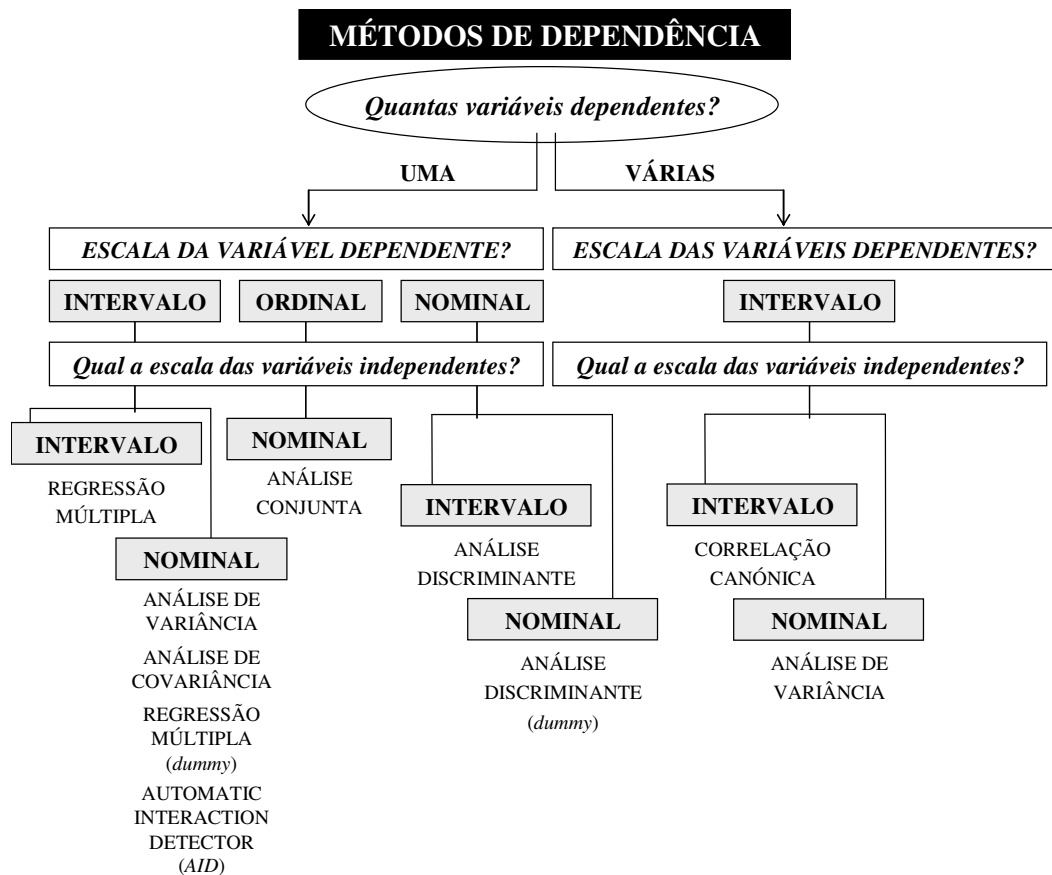 MÉTODOS DE DEPENDÊNCIA
Quantas variáveis dependentes?
UMA
VÁRIAS
ESCALA DA VARIÁVEL DEPENDENTE?
ESCALA DAS VARIÁVEIS DEPENDENTES?
INTERVALO
ORDINAL
NOMINAL
INTERVALO
Qual a escala das variáveis independentes?
Qual a escala das variáveis independentes?
INTERVALO
REGRESSÃO
MÚLTIPLA
NOMINAL
ANÁLISE DE
VARIÂNCIA
ANÁLISE DE
COVARIÂNCIA
REGRESSÃO
MÚLTIPLA
(dummy)
AUTOMATIC
INTERACTION
DETECTOR
(AID)
NOMINAL
ANÁLISE
CONJUNTA
INTERVALO
ANÁLISE
DISCRIMINANTE
NOMINAL
ANÁLISE
DISCRIMINANTE
(dummy)
INTERVALO
CORRELAÇÃO
CANÓNICA
NOMINAL
ANÁLISE DE
VARIÂNCIA